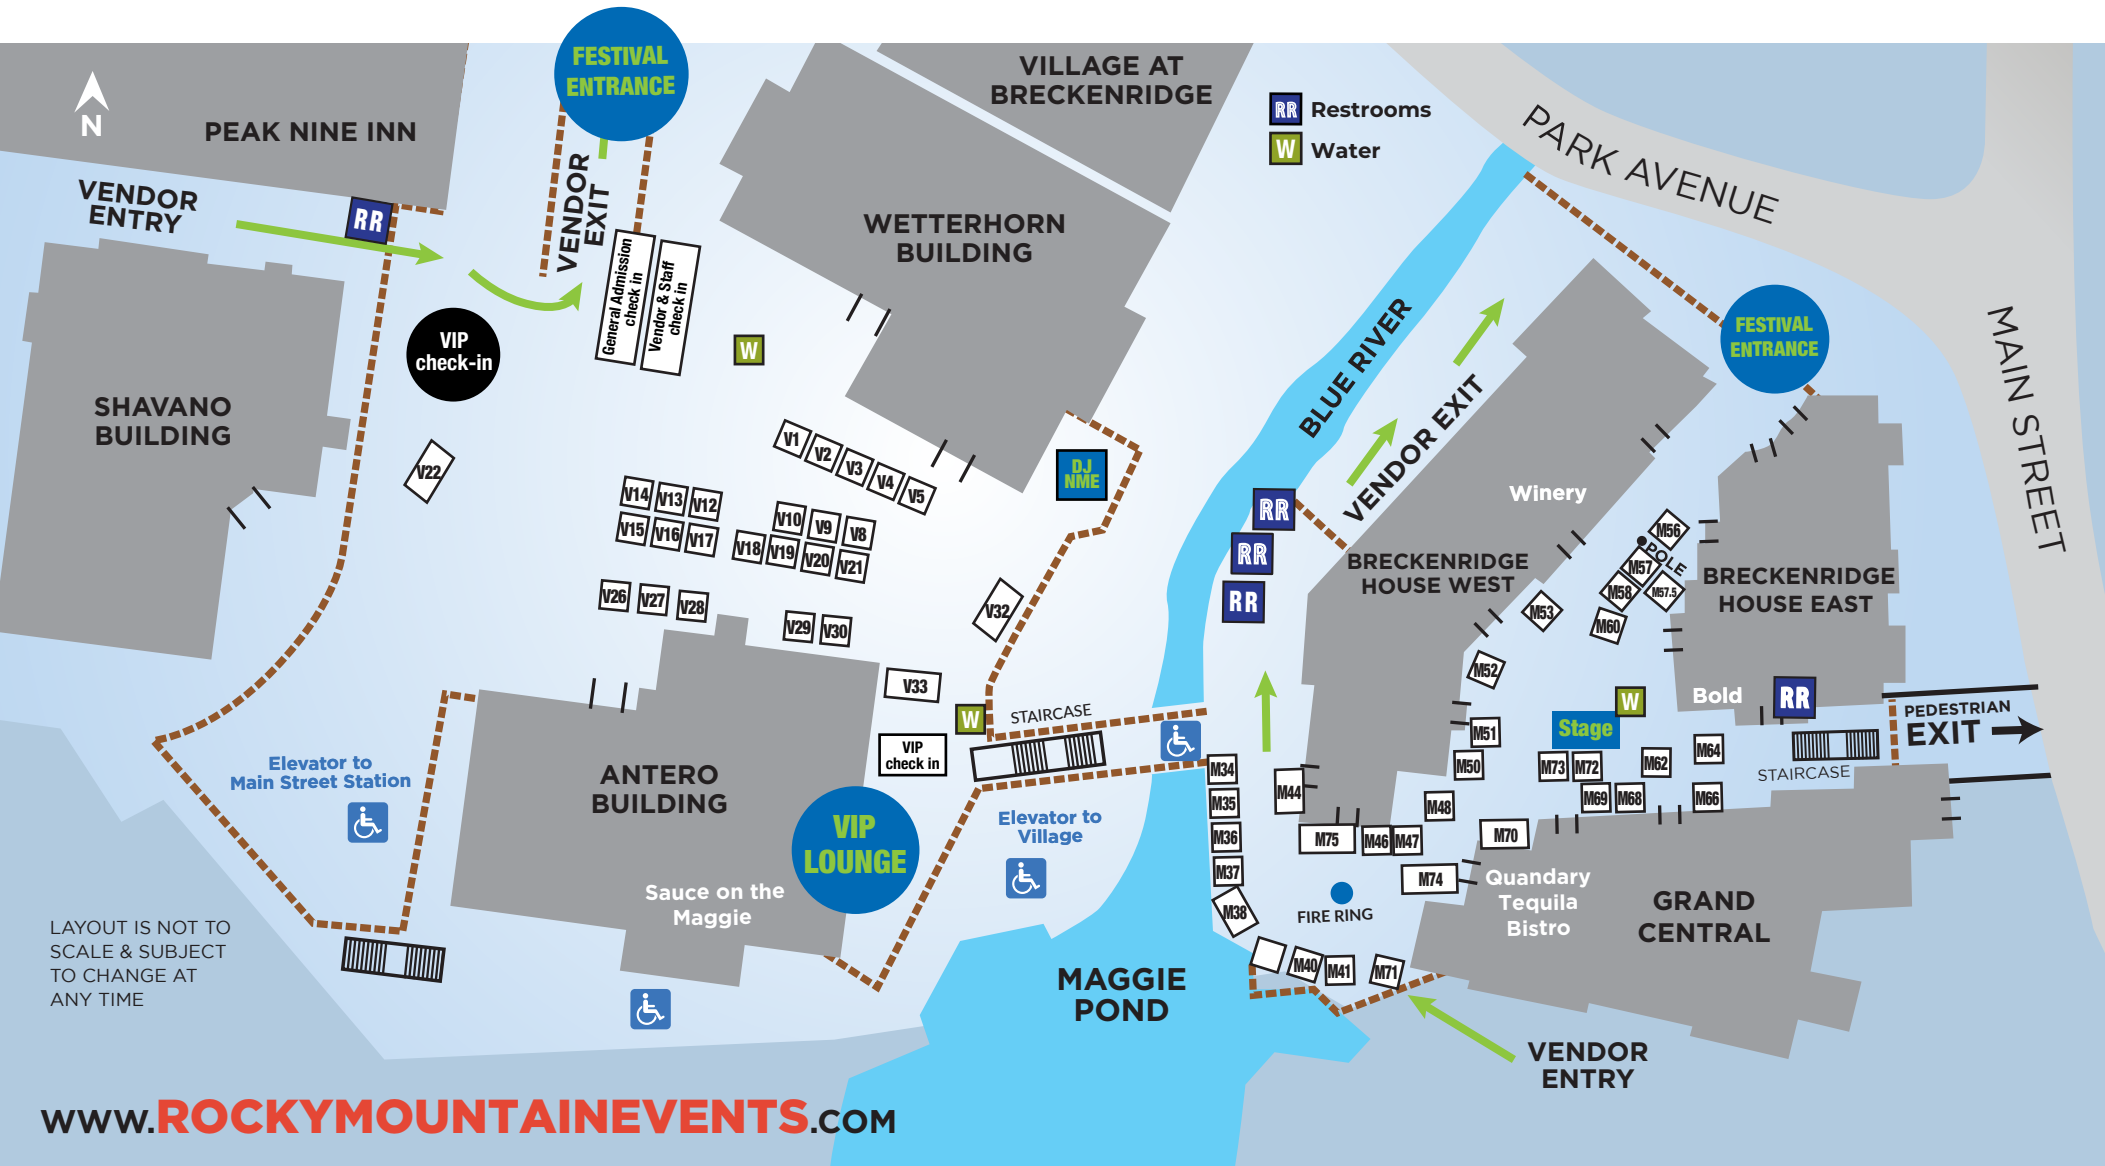 FESTIVAL
ENTRANCE
VILLAGE AT
BRECKENRIDGE
RR Restrooms
W Water
PARK AVENUE
MAIN STREET
N
PEAK NINE INN
VENDOR
ENTRY
RR
VENDOR
EXIT
General Admission
check in
Vendor & Staff
check in
WETTERHORN
BUILDING
VIP
check-in
W
SHAVANO
BUILDING
BLUE RIVER
VENDOR EXIT
FESTIVAL
ENTRANCE
V22
V1
V2
V3
V4
V5
DJ
NME
V14
V13
V12
V15
V16
V17
V10
V9
V8
V18
V19
V20
V21
V26
V27
V28
V29
V30
V32
V33
W
STAIRCASE
VIP
check in
RR
RR
RR
Winery
BRECKENRIDGE
HOUSE WEST
M56
POLE
M57
M58
M57.5
M60
M53
M52
BRECKENRIDGE
HOUSE EAST
M51
M50
Stage
W
Bold
RR
PEDESTRIAN
EXIT
STAIRCASE
M73
M72
M62
M64
M69
M68
M66
M48
M70
M34
M35
M36
M37
M38
M44
M75
M46
M47
M74
FIRE RING
M40
M41
M71
Quandary
Tequila
Bistro
GRAND
CENTRAL
Elevator to
Main Street Station
ANTERO
BUILDING
VIP
LOUNGE
Sauce on the
Maggie
Elevator to
Village
MAGGIE
POND
VENDOR
ENTRY
LAYOUT IS NOT TO
SCALE & SUBJECT
TO CHANGE AT
ANY TIME
WWW.ROCKYMOUNTAINEVENTS.COM